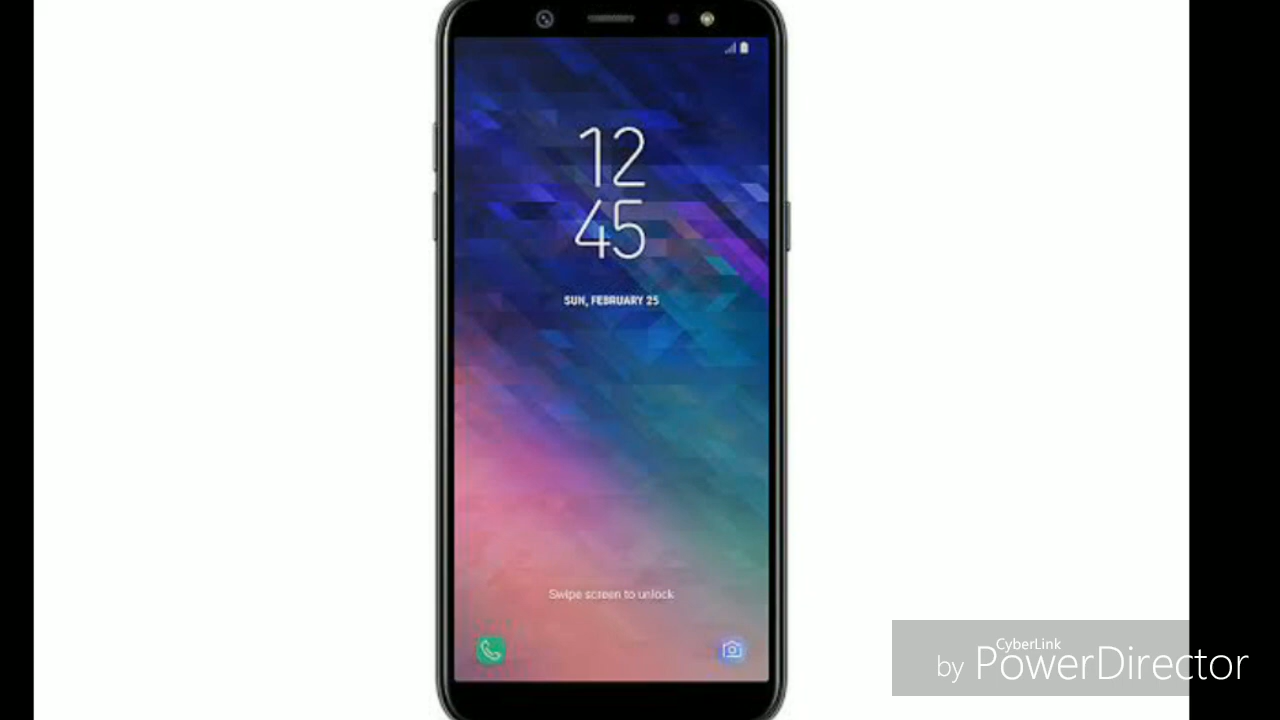 12
45
SUN, FEBRUARY 25
Swipe screen to unlock
CyberLink
by PowerDirector